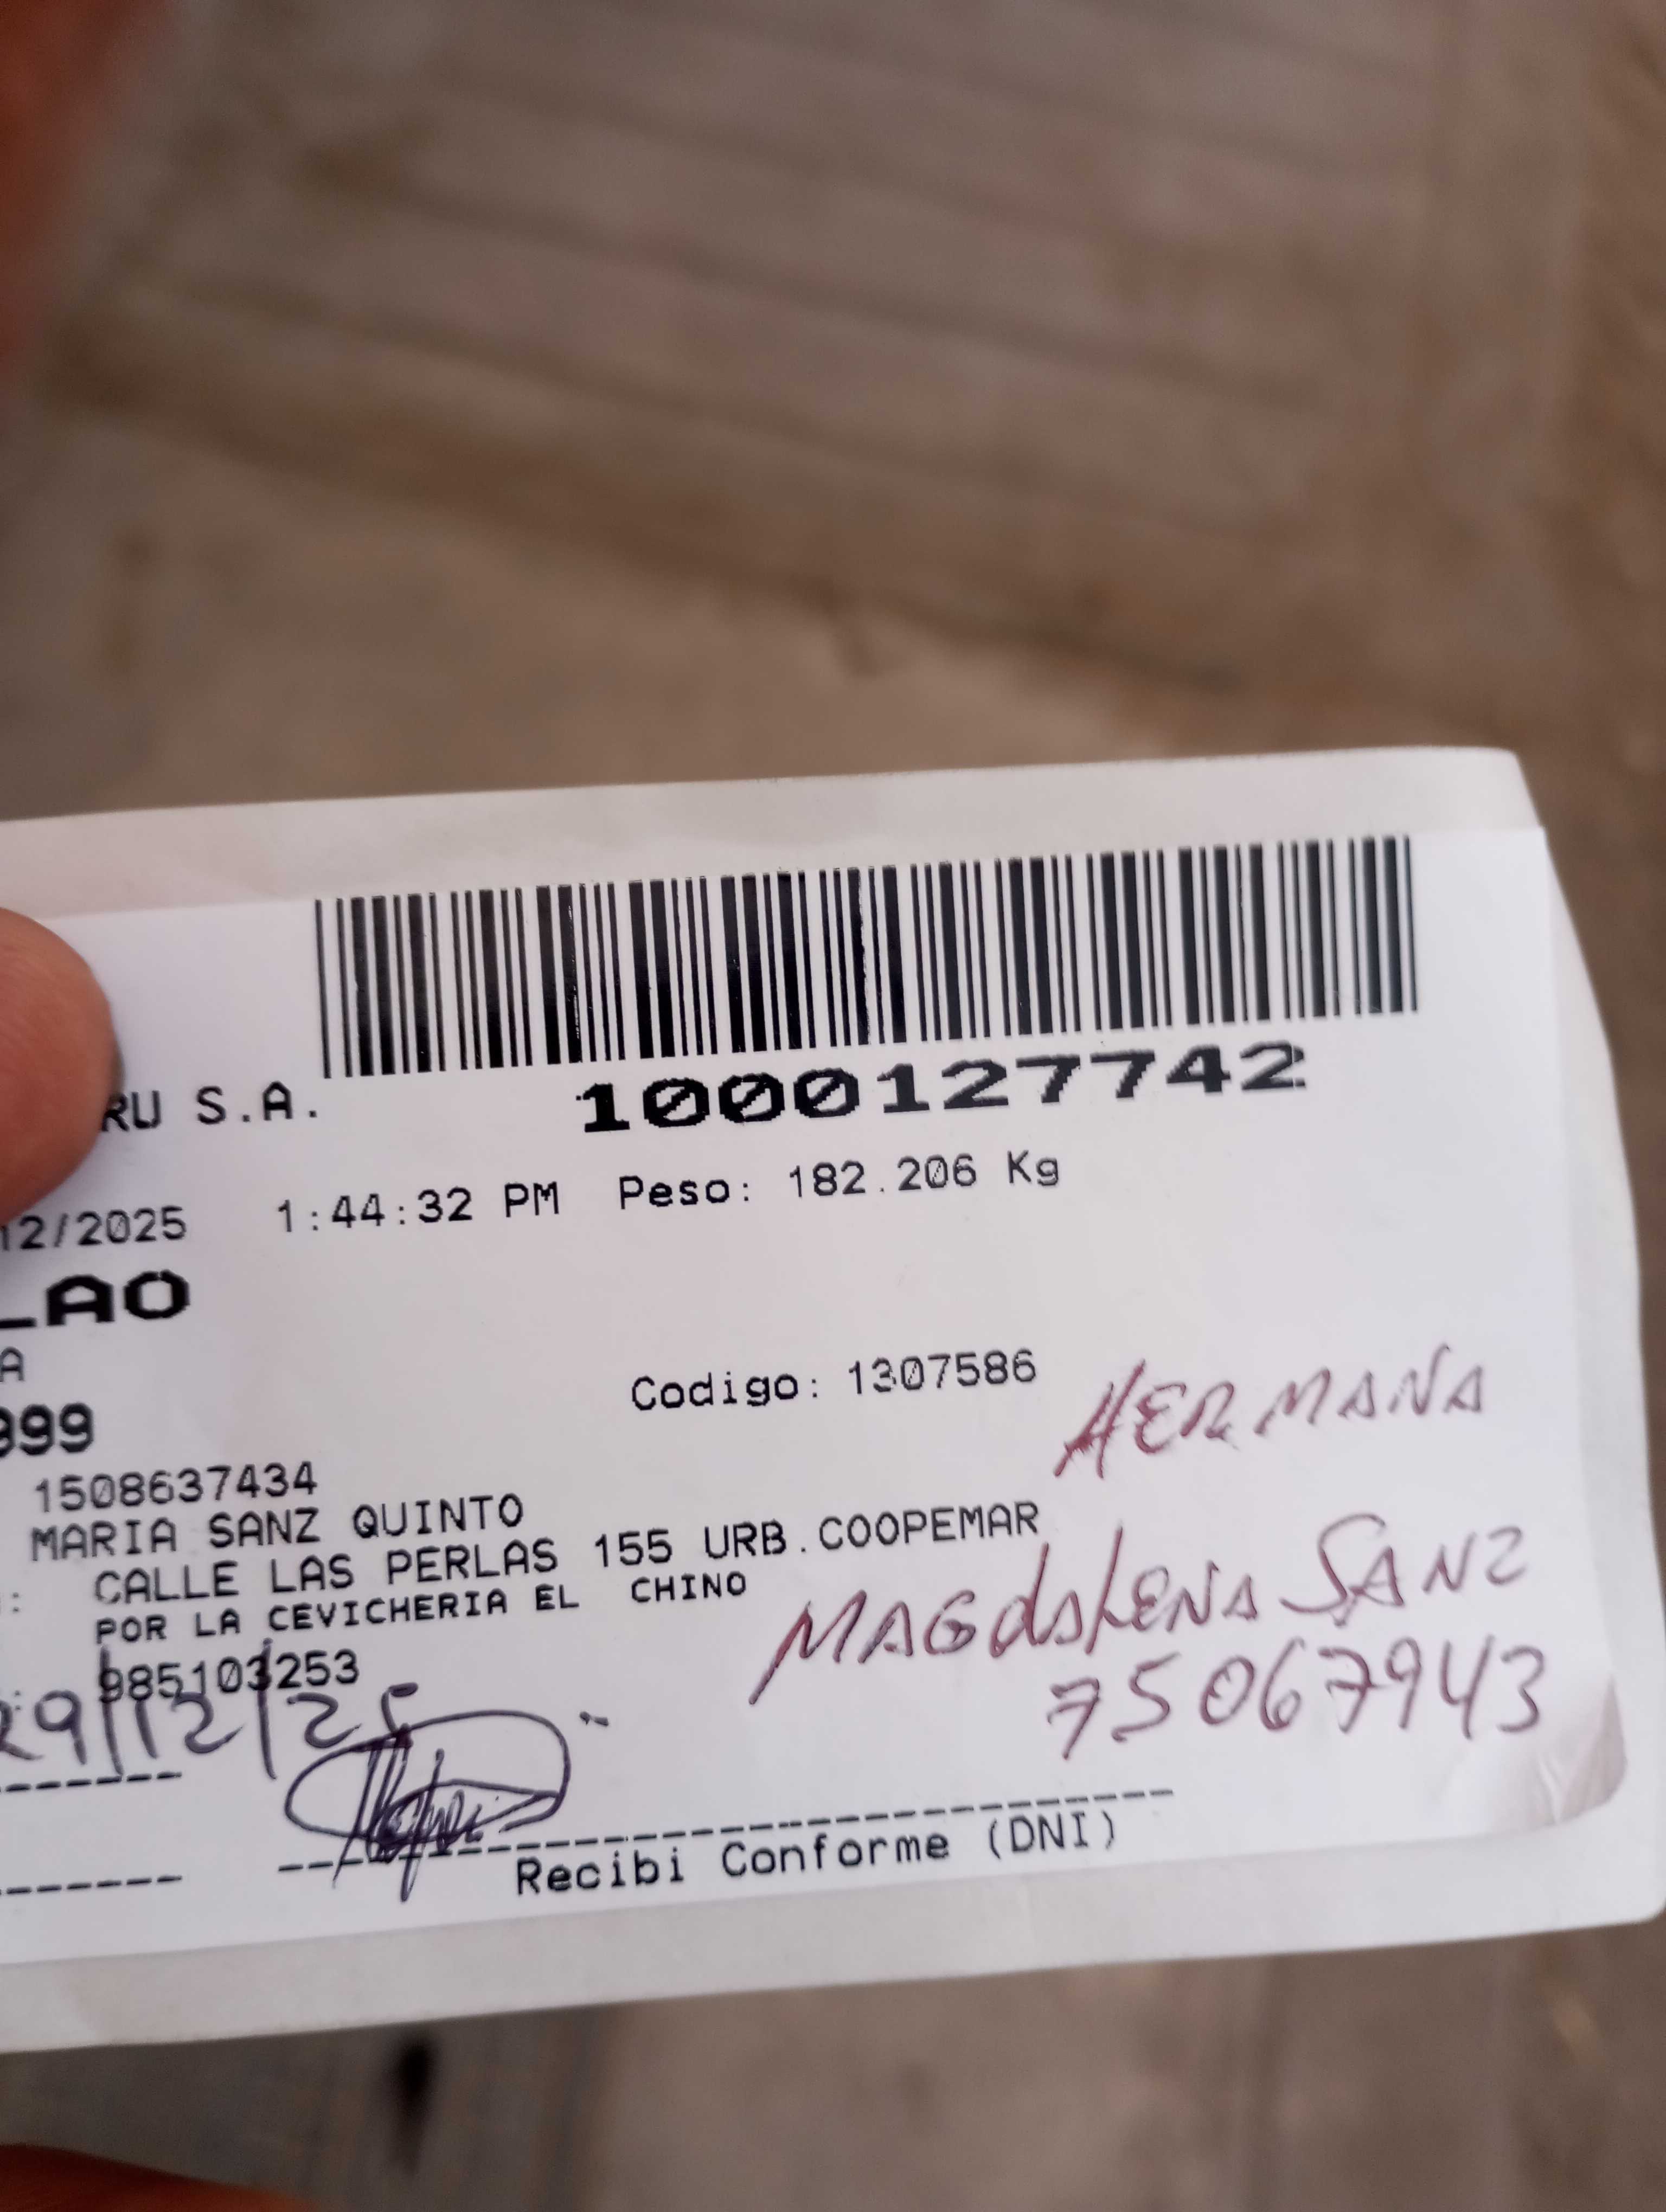 RU S.A.
1000127742
12/2025 1:44:32 PM Peso: 182.206 Kg
LAO
A
Codigo: 1307586
999
HERMANA
1508637434
MARIA SANZ QUINTO
: CALLE LAS PERLAS 155 URB.COOPEMAR
POR LA CEVICHERIA EL CHINO
MAGdaLENA SANZ
: 985103253
75067943
29/12/25
Recibi Conforme (DNI)